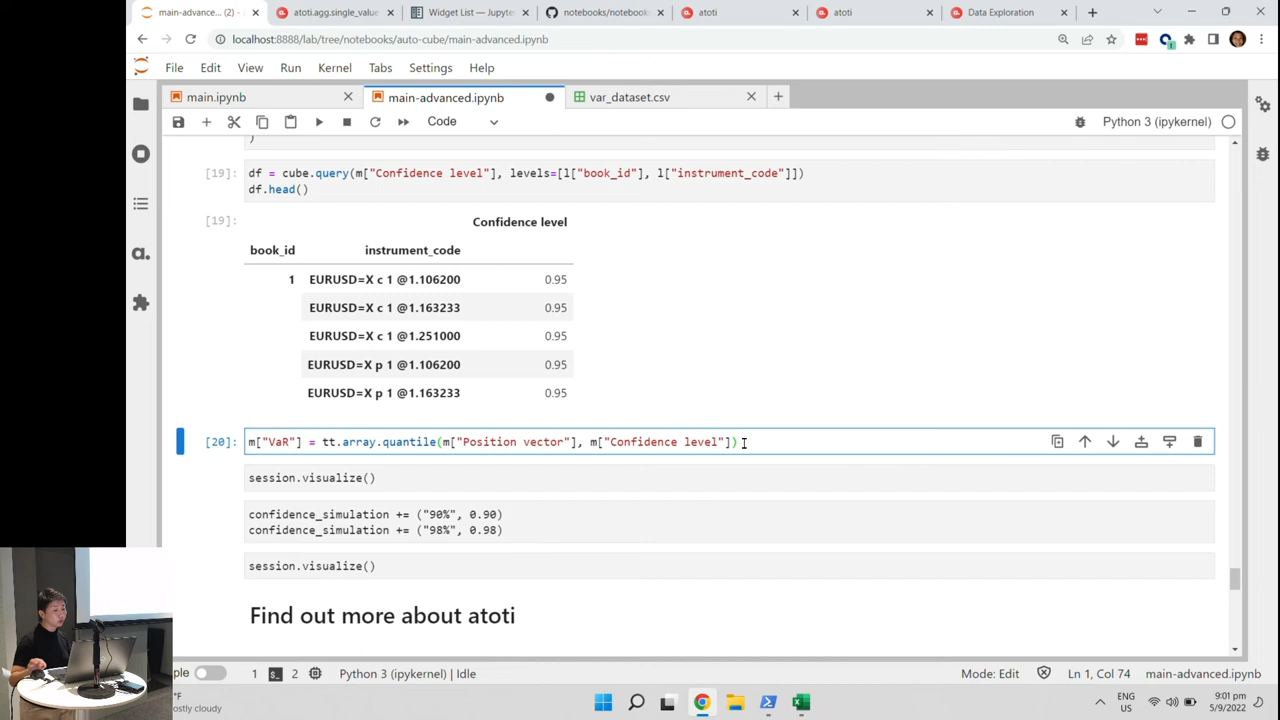 main-advanced (2) -
atoti.agg.single_valu
Widget List — Jupyte
notebooks/noteboo
atoti
atoti
Data Exploration
localhost:8888/lab/tree/notebooks/auto-cube/main-advanced.ipynb
File Edit View Run Kernel Tabs Settings Help
main.ipynb
main-advanced.ipynb
var_dataset.csv
Code
Python 3 (ipykernel)
)
[19]: df = cube.query(m["Confidence level"], levels=[l["book_id"], l["instrument_code"]])
df.head()
[19]:
Confidence level
book_id instrument_code
1 EURUSD=X c 1 @1.106200 0.95
EURUSD=X c 1 @1.163233 0.95
EURUSD=X c 1 @1.251000 0.95
EURUSD=X p 1 @1.106200 0.95
EURUSD=X p 1 @1.163233 0.95
[20]: m["VaR"] = tt.array.quantile(m["Position vector"], m["Confidence level"])
session.visualize()
confidence_simulation += ("90%", 0.90)
confidence_simulation += ("98%", 0.98)
session.visualize()
Find out more about atoti
ple
1
2
Python 3 (ipykernel) | Idle
Mode: Edit
Ln 1, Col 74
main-advanced.ipynb
°F
ostly cloudy
ENG
US
9:01 pm
5/9/2022